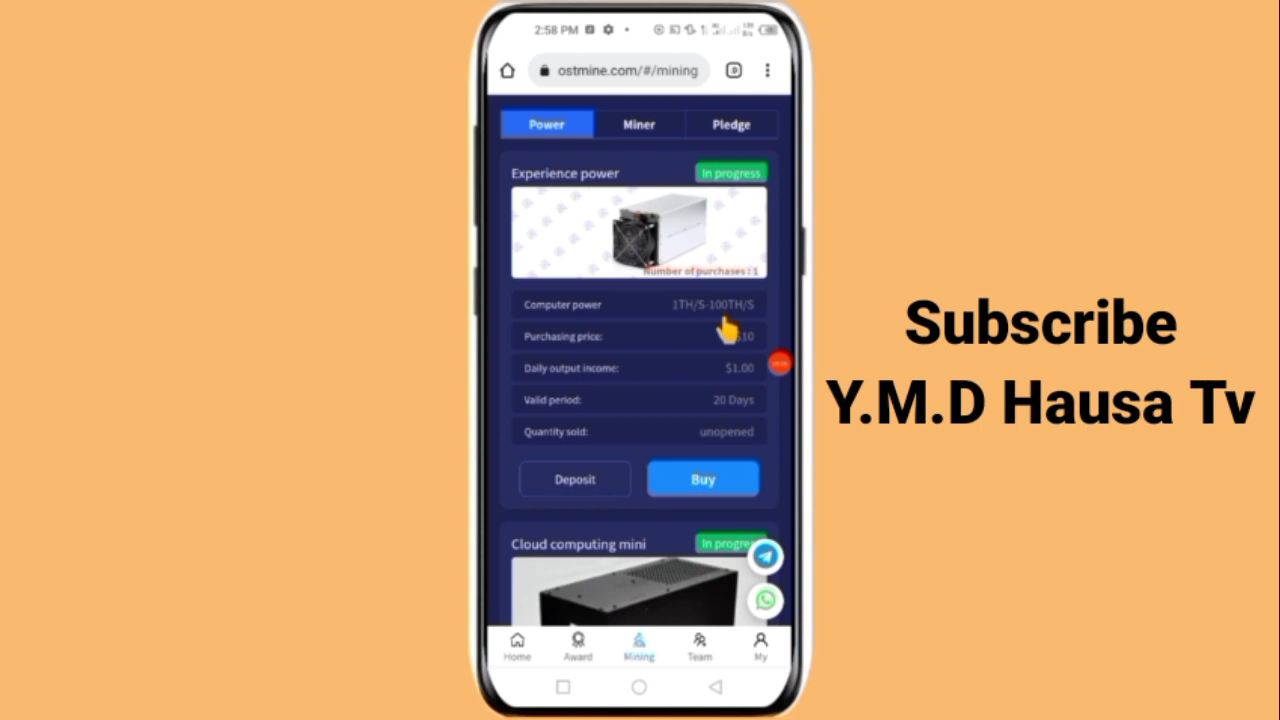 2:58 PM
ostmine.com/#/mining
Power
Miner
Pledge
Experience power
In progress
Number of purchases : 1
Computer power
1TH/S-100TH/S
Purchasing price:
Daily output income:
$1.00
Valid period:
20 Days
Quantity sold:
unopened
Deposit
Buy
Cloud computing mini
In progress
Home
Award
Mining
Team
My
Subscribe
Y.M.D Hausa Tv